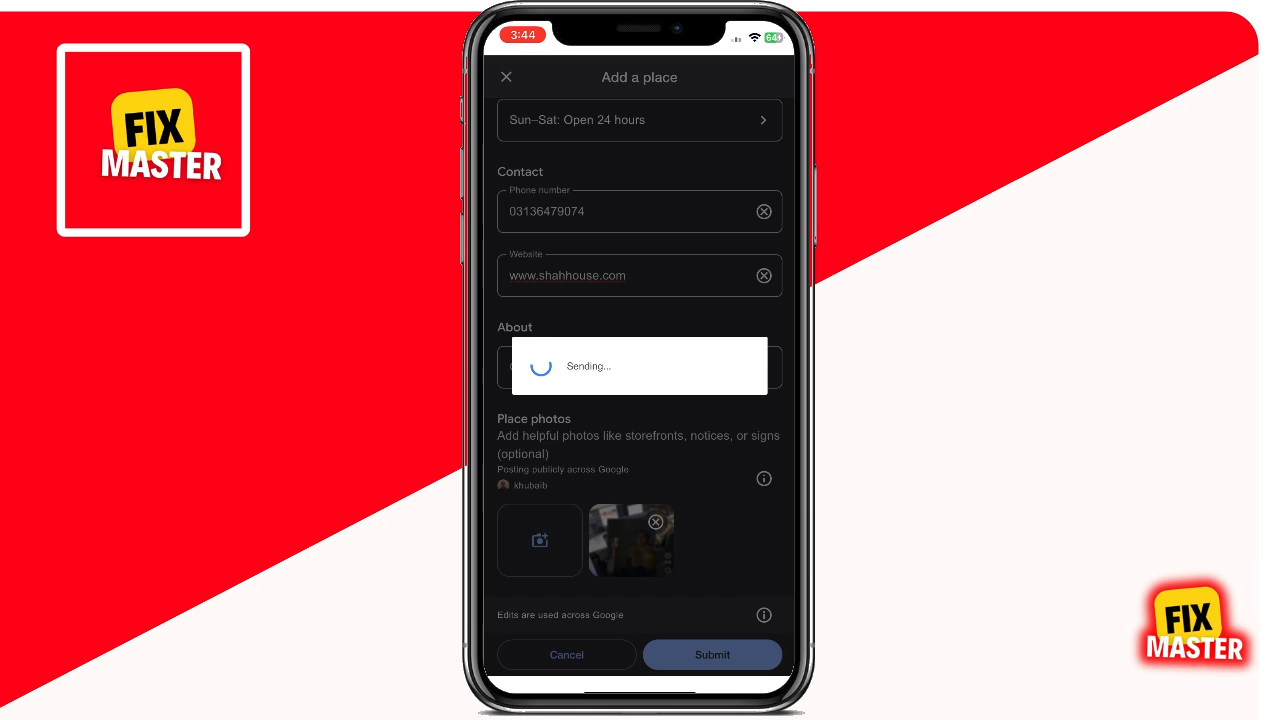 FIX
MASTER
3:44
64
Add a place
Sun–Sat: Open 24 hours
Contact
Phone number
03136479074
Website
www.shahhouse.com
About
Sending...
Place photos
Add helpful photos like storefronts, notices, or signs
(optional)
Posting publicly across Google
khubaib
Edits are used across Google
Cancel
Submit
FIX
MASTER